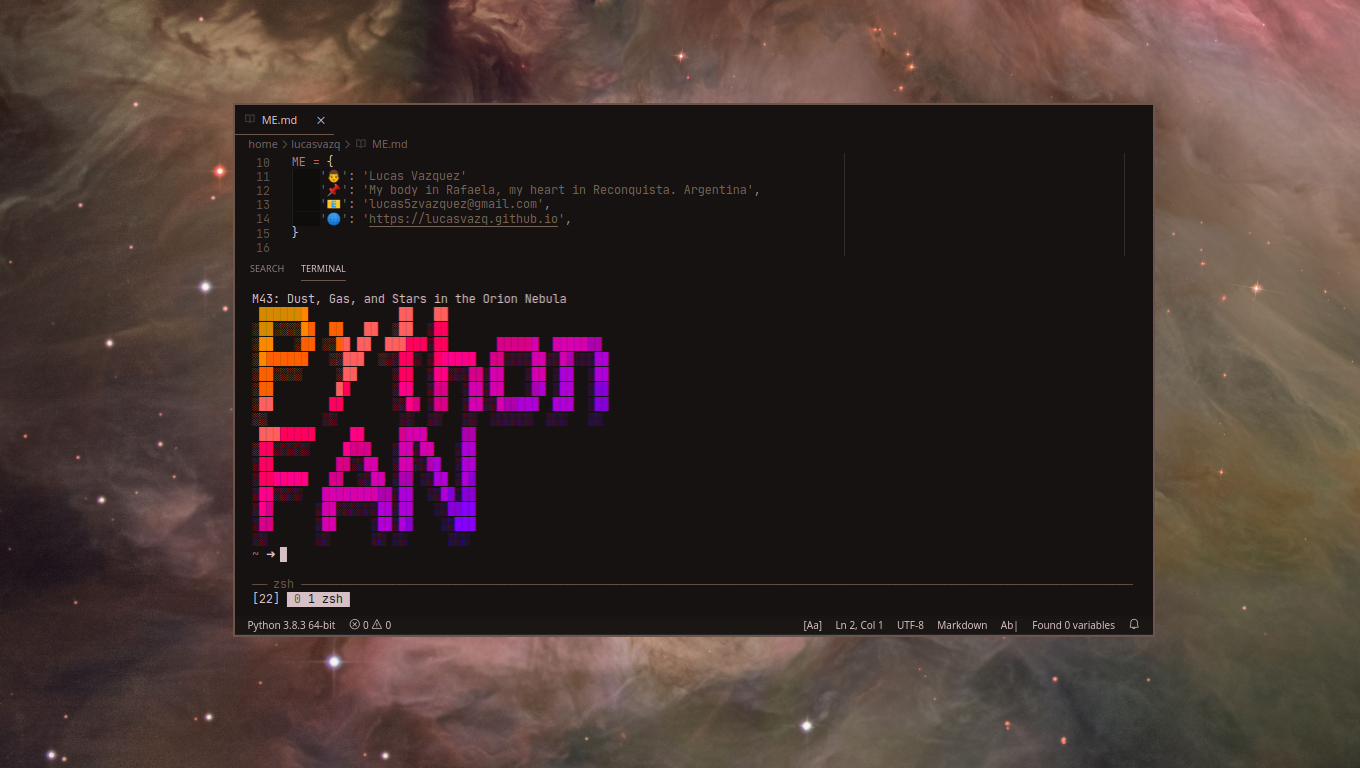 ME.md
home > lucasvazq > ME.md
10 ME = {
11 '👨': 'Lucas Vazquez'
12 '📌': 'My body in Rafaela, my heart in Reconquista. Argentina',
13 '📧': 'lucas5zvazquez@gmail.com',
14 '🌐': 'https://lucasvazq.github.io',
15 }
16
SEARCH TERMINAL
M43: Dust, Gas, and Stars in the Orion Nebula
Python
FAN
~ ➜
zsh
[22] 0 1 zsh
Python 3.8.3 64-bit 0 0 [Aa] Ln 2, Col 1 UTF-8 Markdown Ab| Found 0 variables